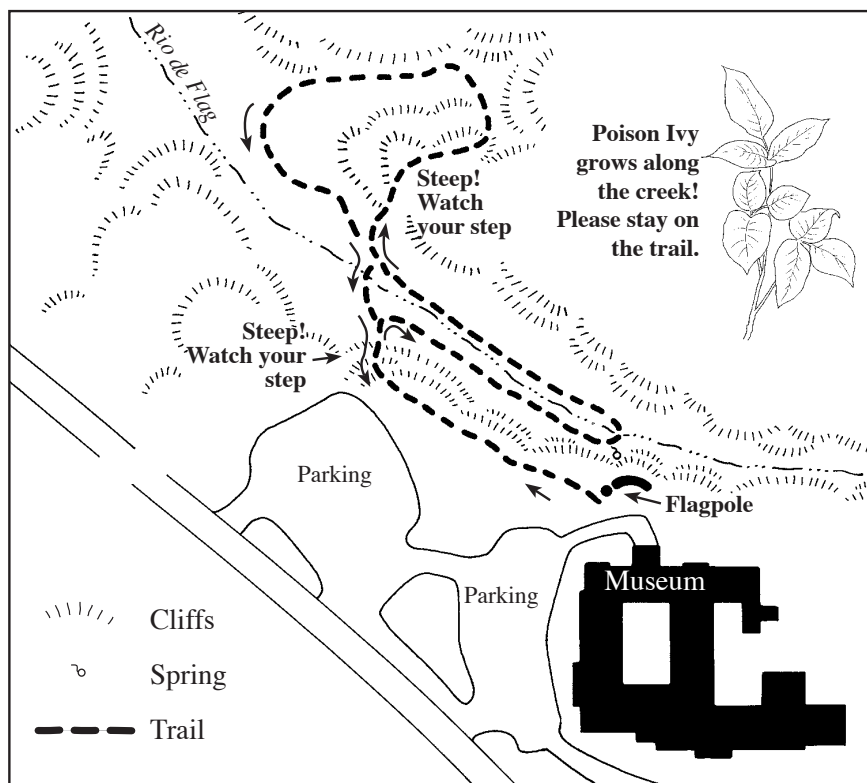 Rio de Flag
Poison Ivy
grows along
the creek!
Please stay on
the trail.
Steep!
Watch
your step
Steep!
Watch your
step
Parking
Flagpole
Museum
Parking
Cliffs
Spring
Trail